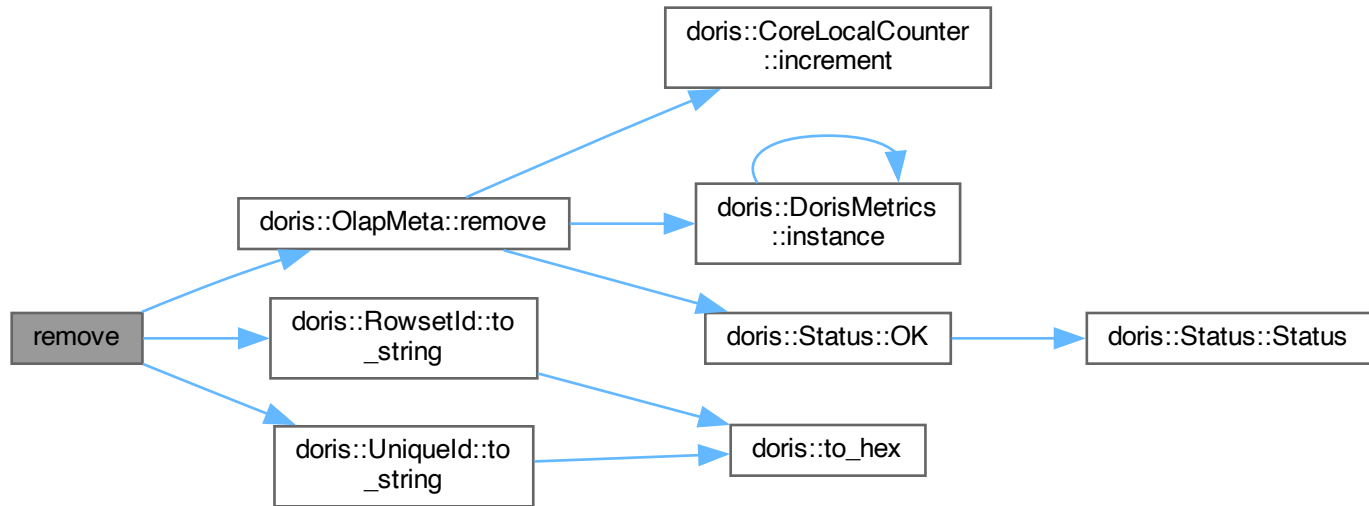 doris::CoreLocalCounter
::increment
doris::DorisMetrics
::instance
doris::OlapMeta::remove
remove
doris::RowsetId::to
_string
doris::Status::OK
doris::Status::Status
doris::UniqueId::to
_string
doris::to_hex